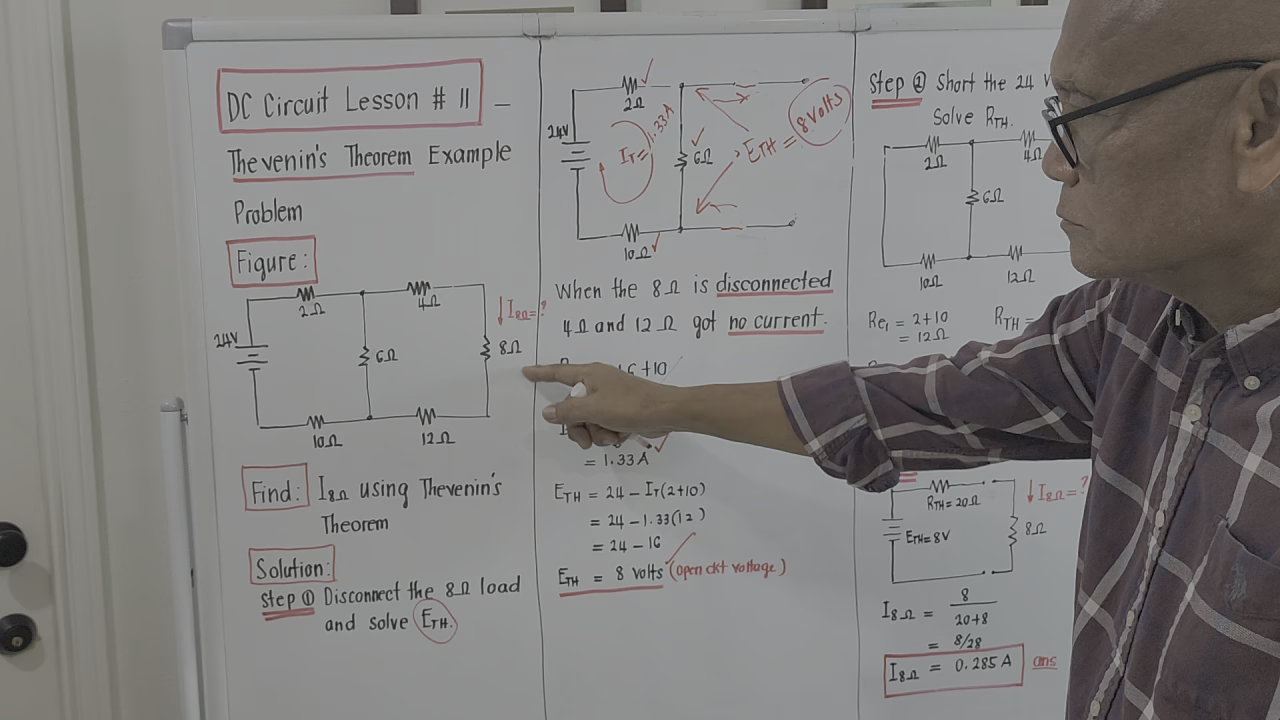 DC Circuit Lesson # 11 –
Thevenin's Theorem Example
Problem
Figure:
2Ω
4Ω
I8Ω=?
24V
6Ω
8Ω
10Ω
12Ω
Find: I8Ω using Thevenin's
Theorem
Solution:
Step ① Disconnect the 8Ω load
and solve ETH.
2Ω
24V
IT= 1.33A
6Ω
ETH = 8 Volts
10Ω
When the 8Ω is disconnected
4Ω and 12Ω got no current.
+6 +10
= 1.33A
ETH = 24 – IT(2+10)
= 24 – 1.33(12)
= 24 – 16
ETH = 8 volts (open ckt voltage)
Step ② Short the 24 V
Solve RTH.
2Ω
4Ω
6Ω
10Ω
12Ω
Re1 = 2+10
= 12Ω
RTH =
RTH = 20Ω
I8Ω=?
ETH=8V
8Ω
I8Ω = 8
20+8
= 8/28
I8Ω = 0.285 A ans